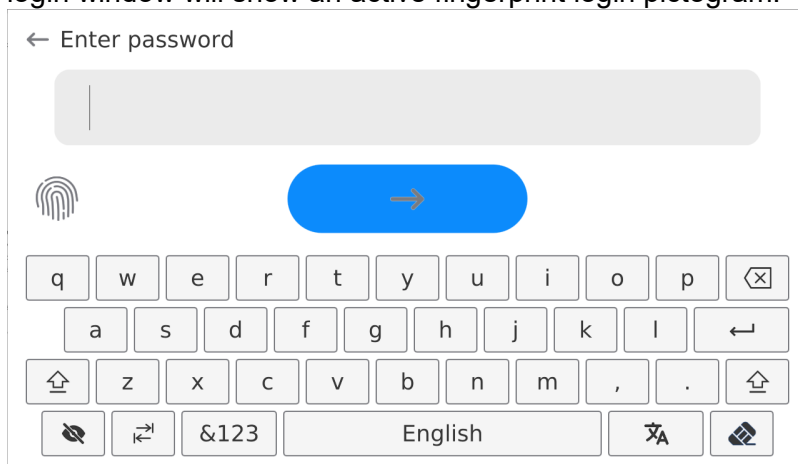 login window will show an active fingerprint login pictogram.
← Enter password
q w e r t y u i o p
a s d f g h j k l
z x c v b n m , .
&123 English